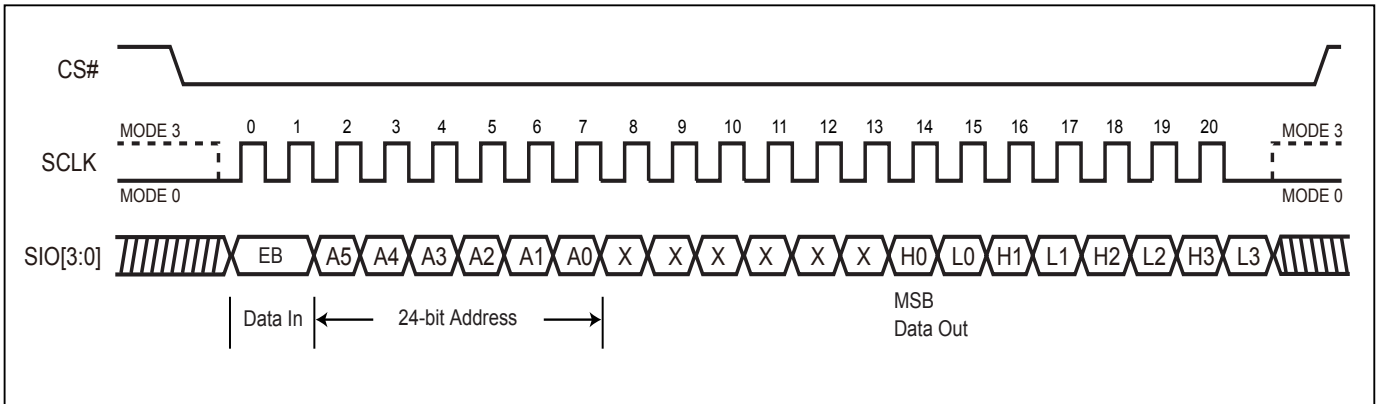 CS#
MODE 3 0 1 2 3 4 5 6 7 8 9 10 11 12 13 14 15 16 17 18 19 20 MODE 3
SCLK
MODE 0 MODE 0
SIO[3:0] EB A5 A4 A3 A2 A1 A0 X X X X X X H0 L0 H1 L1 H2 L2 H3 L3
Data In 24-bit Address MSB
Data Out